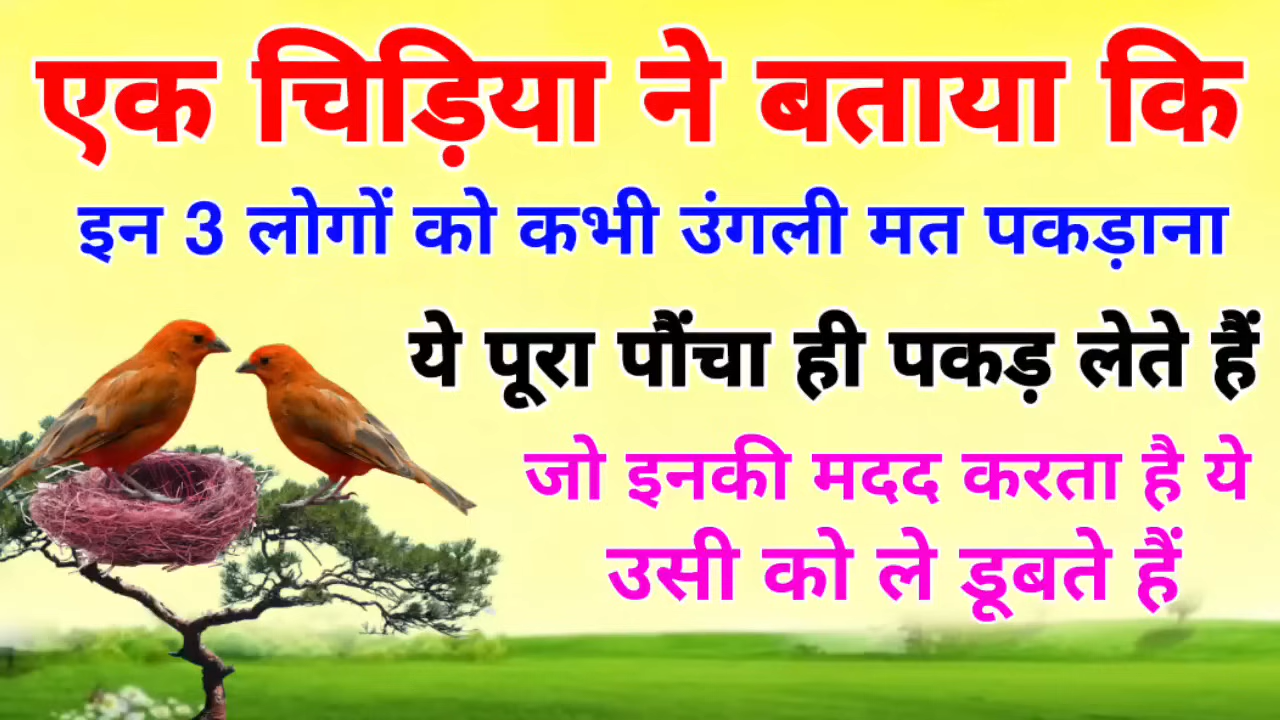 एक चिड़िया ने बताया कि
इन 3 लोगों को कभी उंगली मत पकड़ाना
ये पूरा पौंचा ही पकड़ लेते हैं
जो इनकी मदद करता है ये
उसी को ले डूबते हैं